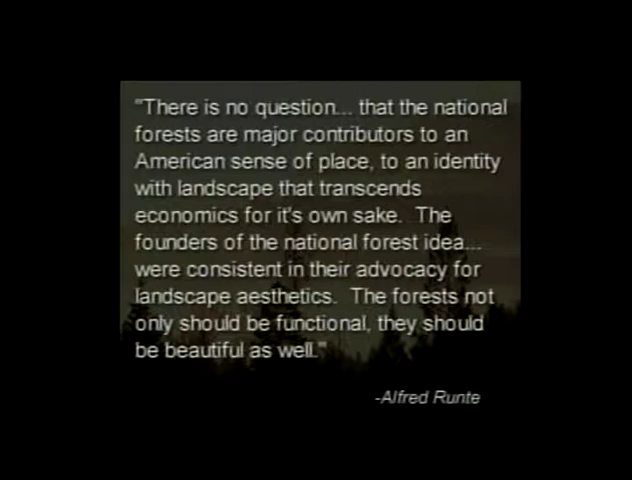 "There is no question... that the national
forests are major contributors to an
American sense of place, to an identity
with landscape that transcends
economics for it's own sake.  The
founders of the national forest idea...
were consistent in their advocacy for
landscape aesthetics.  The forests not
only should be functional, they should
be beautiful as well."
-Alfred Runte